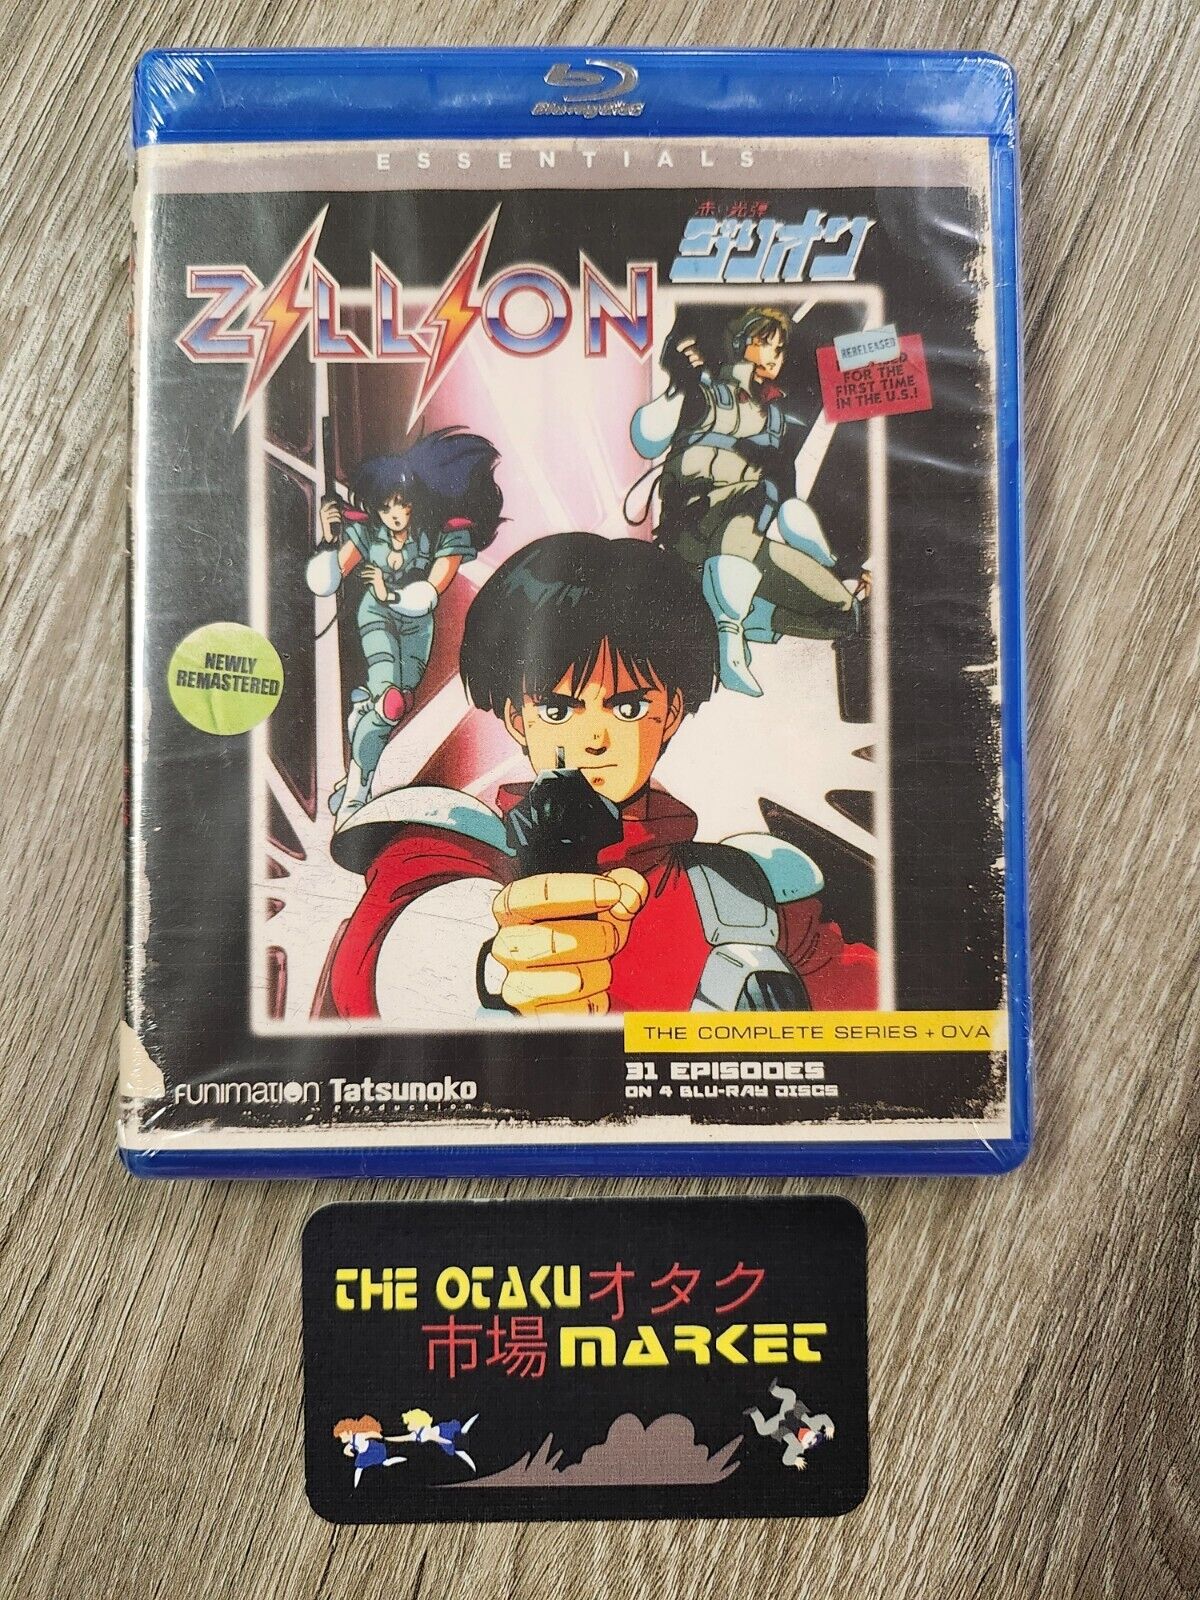 Blu-ray Disc
ESSENTIALS
ZILLION
赤い光弾
ジリオン
RERELEASED
FOR THE
FIRST TIME
IN THE U.S.!
NEWLY
REMASTERED
THE COMPLETE SERIES + OVA
31 EPISODES
ON 4 BLU-RAY DISCS
FUNIMATION
Tatsunoko
Production
THE OTAKU オタク
市場 MARKET